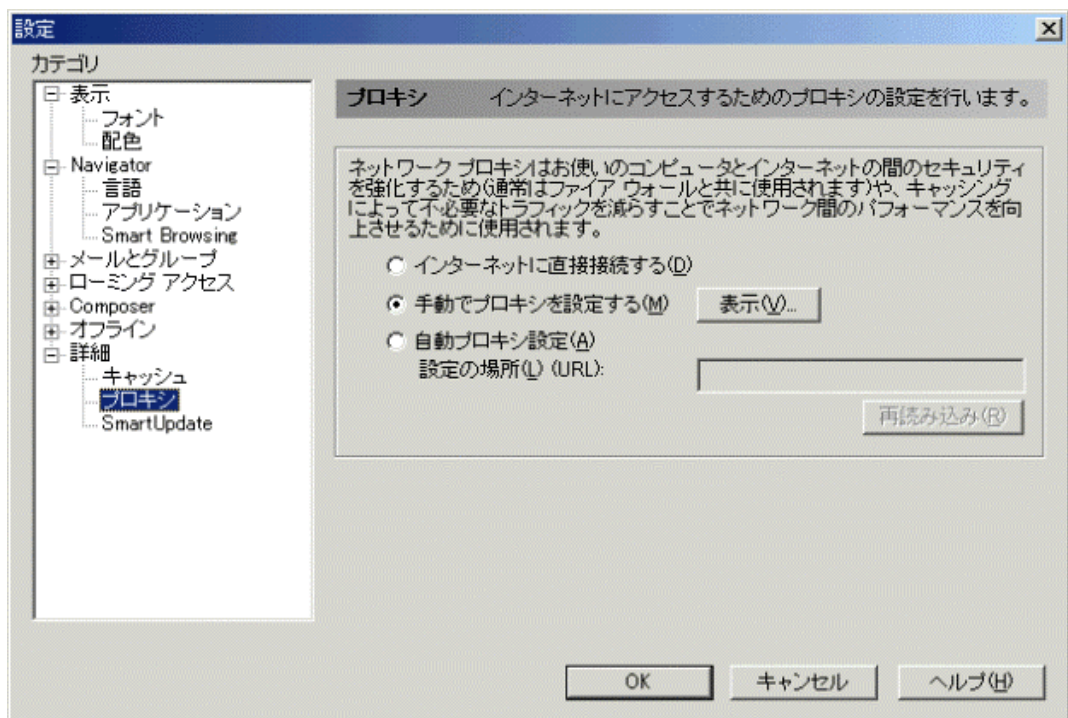 設定
カテゴリ
表示
フォント
配色
Navigator
言語
アプリケーション
Smart Browsing
メールとグループ
ローミング アクセス
Composer
オフライン
詳細
キャッシュ
プロキシ
SmartUpdate
プロキシ インターネットにアクセスするためのプロキシの設定を行います。
ネットワーク プロキシはお使いのコンピュータとインターネットの間のセキュリティ
を強化するため(通常はファイア ウォールと共に使用されます)や、キャッシング
によって不必要なトラフィックを減らすことでネットワーク間のパフォーマンスを向
上させるために使用されます。
インターネットに直接接続する(D)
手動でプロキシを設定する(M) 表示(V)...
自動プロキシ設定(A)
設定の場所(L) (URL):
再読み込み(R)
OK キャンセル ヘルプ(H)